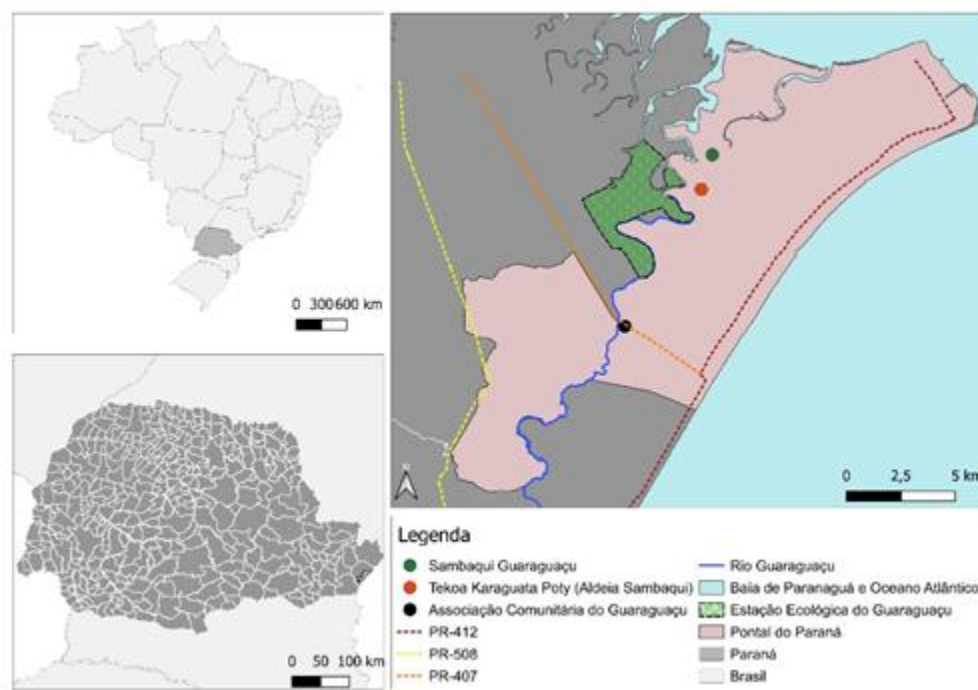 0 300600 km
0 50 100 km
0 2,5 5 km
Legenda
Sambaqui Guaraguaçu
Tekoa Karaguata Poty (Aldeia Sambaqui)
Associação Comunitária do Guaraguaçu
PR-412
PR-508
PR-407
Rio Guaraguaçu
Baía de Paranaguá e Oceano Atlântico
Estação Ecológica do Guaraguaçu
Pontal do Paraná
Paraná
Brasil